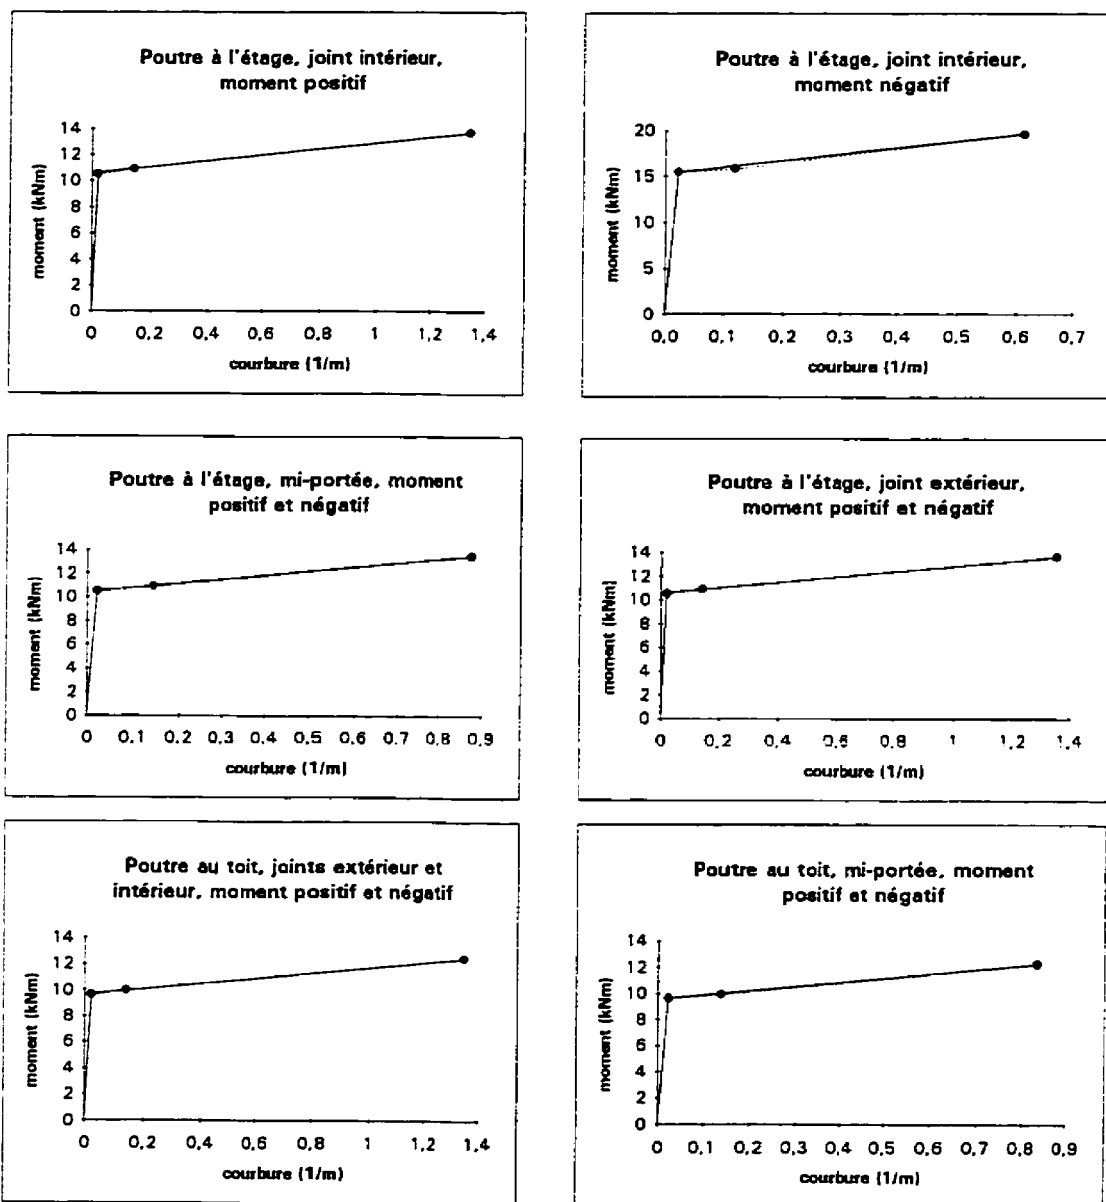 Poutre à l'étage, joint intérieur,
moment positif
moment (kNm)
14
12
10
8
6
4
2
0
0 0,2 0,4 0,6 0,8 1 1,2 1,4
courbure (1/m)
Poutre à l'étage, joint intérieur,
moment négatif
moment (kNm)
20
15
10
5
0
0,0 0,1 0,2 0,3 0,4 0,5 0,6 0,7
courbure (1/m)
Poutre à l'étage, mi-portée, moment
positif et négatif
moment (kNm)
14
12
10
8
6
4
2
0
0 0,1 0,2 0,3 0,4 0,5 0,6 0,7 0,8 0,9
courbure (1/m)
Poutre à l'étage, joint extérieur,
moment positif et négatif
moment (kNm)
14
12
10
8
6
4
2
0
0 0,2 0,4 0,6 0,8 1 1,2 1,4
courbure (1/m)
Poutre au toit, joints extérieur et
intérieur, moment positif et négatif
moment (kNm)
14
12
10
8
6
4
2
0
0 0,2 0,4 0,6 0,8 1 1,2 1,4
courbure (1/m)
Poutre au toit, mi-portée, moment
positif et négatif
moment (kNm)
14
12
10
8
6
4
2
0
0 0,1 0,2 0,3 0,4 0,5 0,6 0,7 0,8 0,9
courbure (1/m)